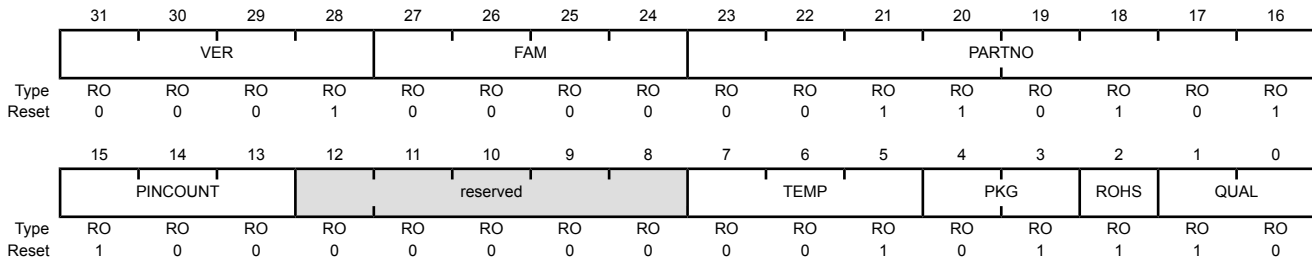 31 30 29 28 27 26 25 24 23 22 21 20 19 18 17 16
VER FAM PARTNO
Type RO RO RO RO RO RO RO RO RO RO RO RO RO RO RO RO
Reset 0 0 0 1 0 0 0 0 0 0 1 1 0 1 0 1
15 14 13 12 11 10 9 8 7 6 5 4 3 2 1 0
PINCOUNT reserved TEMP PKG ROHS QUAL
Type RO RO RO RO RO RO RO RO RO RO RO RO RO RO RO RO
Reset 1 0 0 0 0 0 0 0 0 0 1 0 1 1 1 0